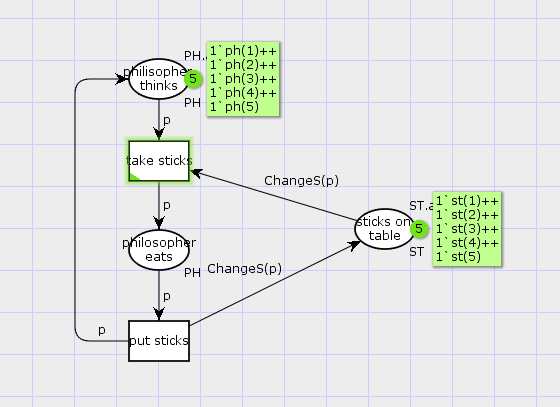 PH.
1`ph(1)++
1`ph(2)++
1`ph(3)++
1`ph(4)++
1`ph(5)
philisopher
thinks
5
PH
p
take sticks
ChangeS(p)
p
ST.a
1`st(1)++
1`st(2)++
1`st(3)++
1`st(4)++
1`st(5)
sticks on
table
5
ST
philosopher
eats
PH
ChangeS(p)
p
p
put sticks